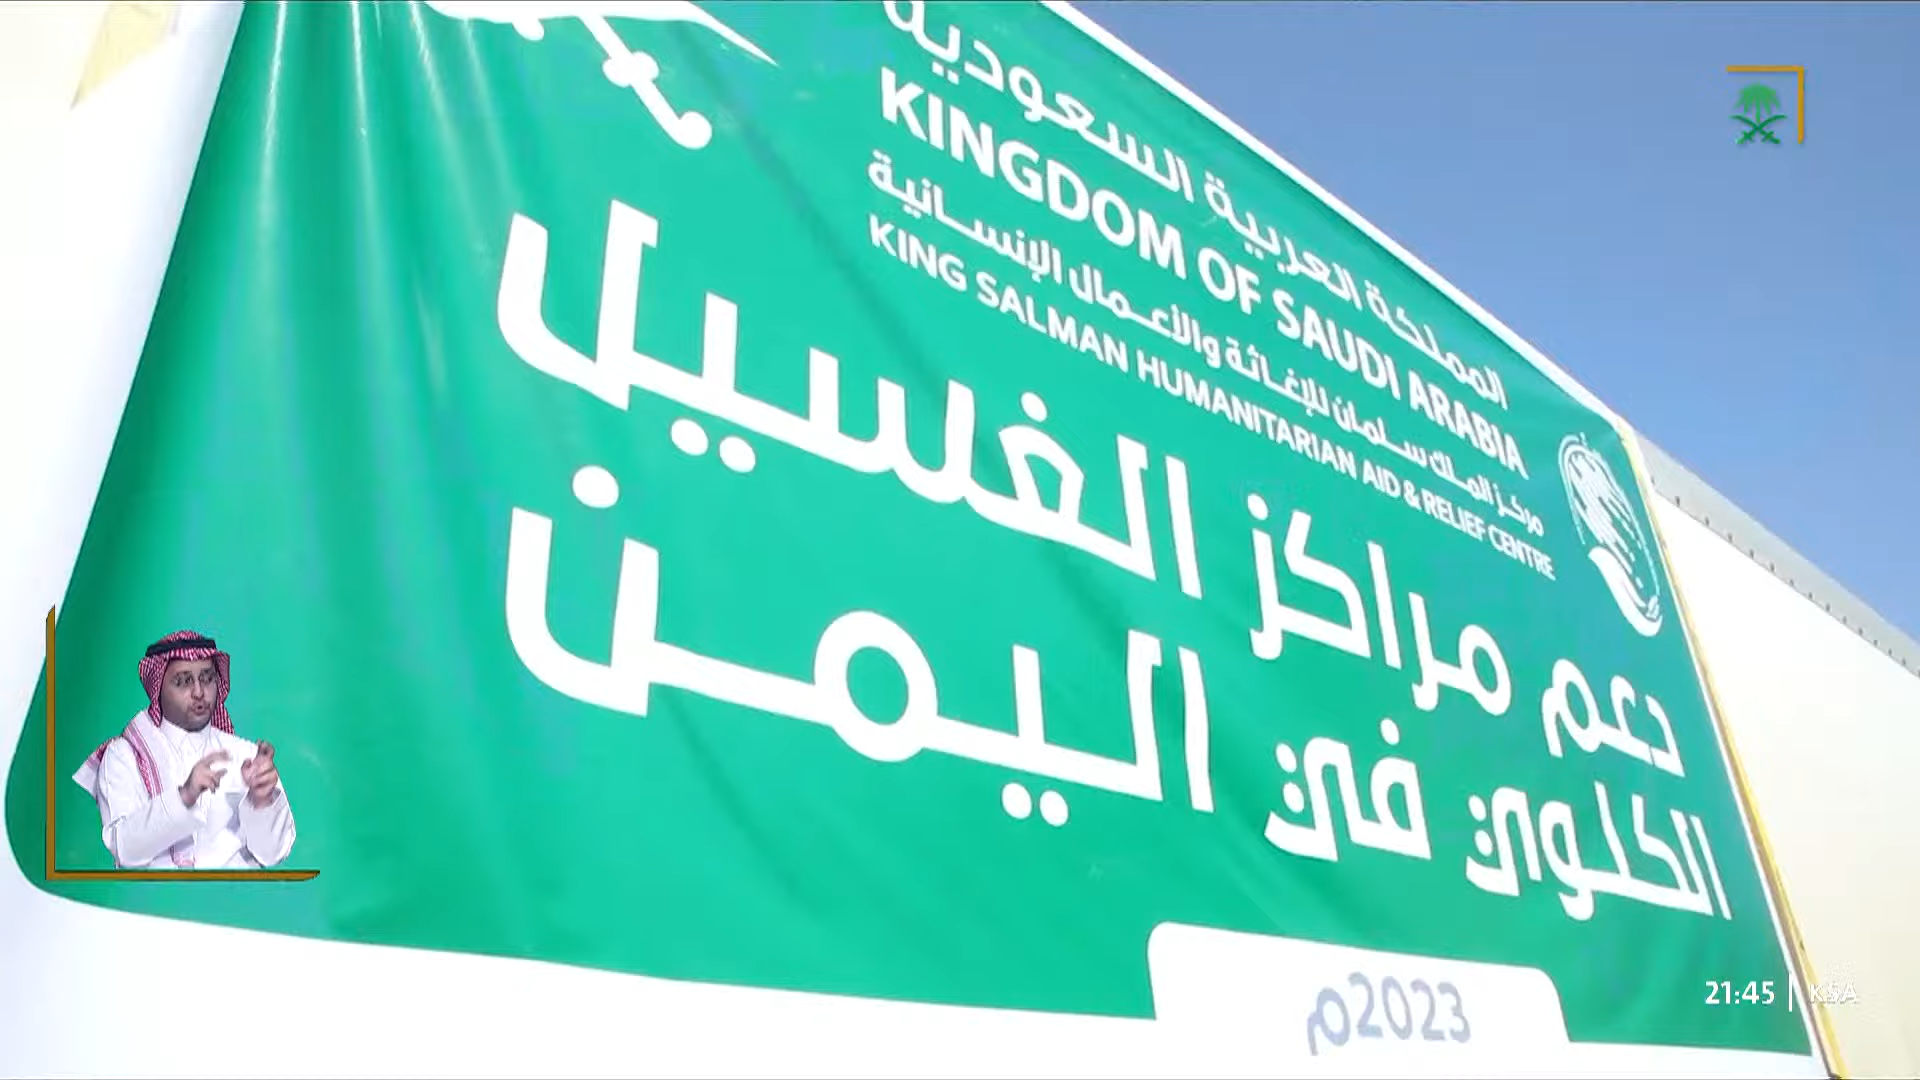 المملكة العربية السعودية
KINGDOM OF SAUDI ARABIA
مركز الملك سلمان للإغاثة والأعمال الإنسانية
KING SALMAN HUMANITARIAN AID & RELIEF CENTRE
دعم مراكز الغسيل
الكلوي في اليمن
2023م
21:45 | KSA